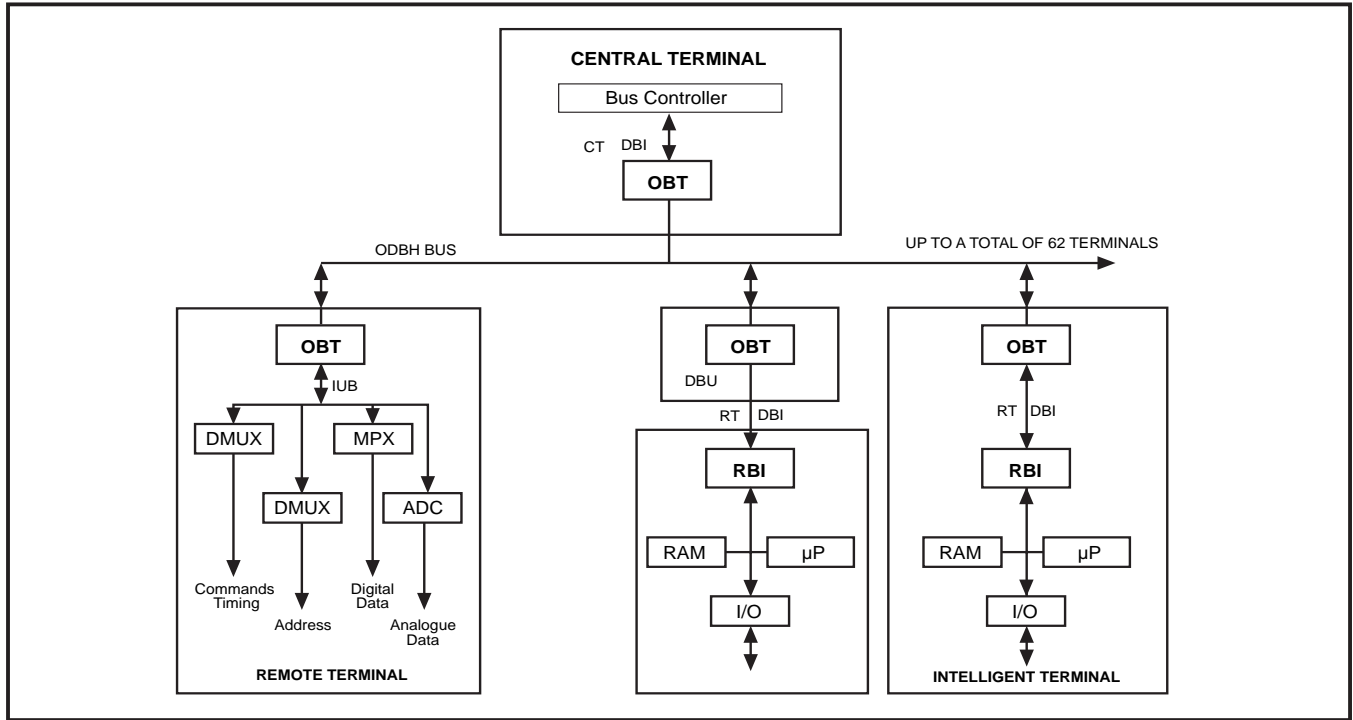 CENTRAL TERMINAL
Bus Controller
CT DBI
OBT
ODBH BUS
UP TO A TOTAL OF 62 TERMINALS
OBT
IUB
DMUX
MPX
DMUX
ADC
Commands
Timing
Address
Digital
Data
Analogue
Data
REMOTE TERMINAL
OBT
DBU
RT DBI
RBI
RAM
µP
I/O
OBT
RT DBI
RBI
RAM
µP
I/O
INTELLIGENT TERMINAL